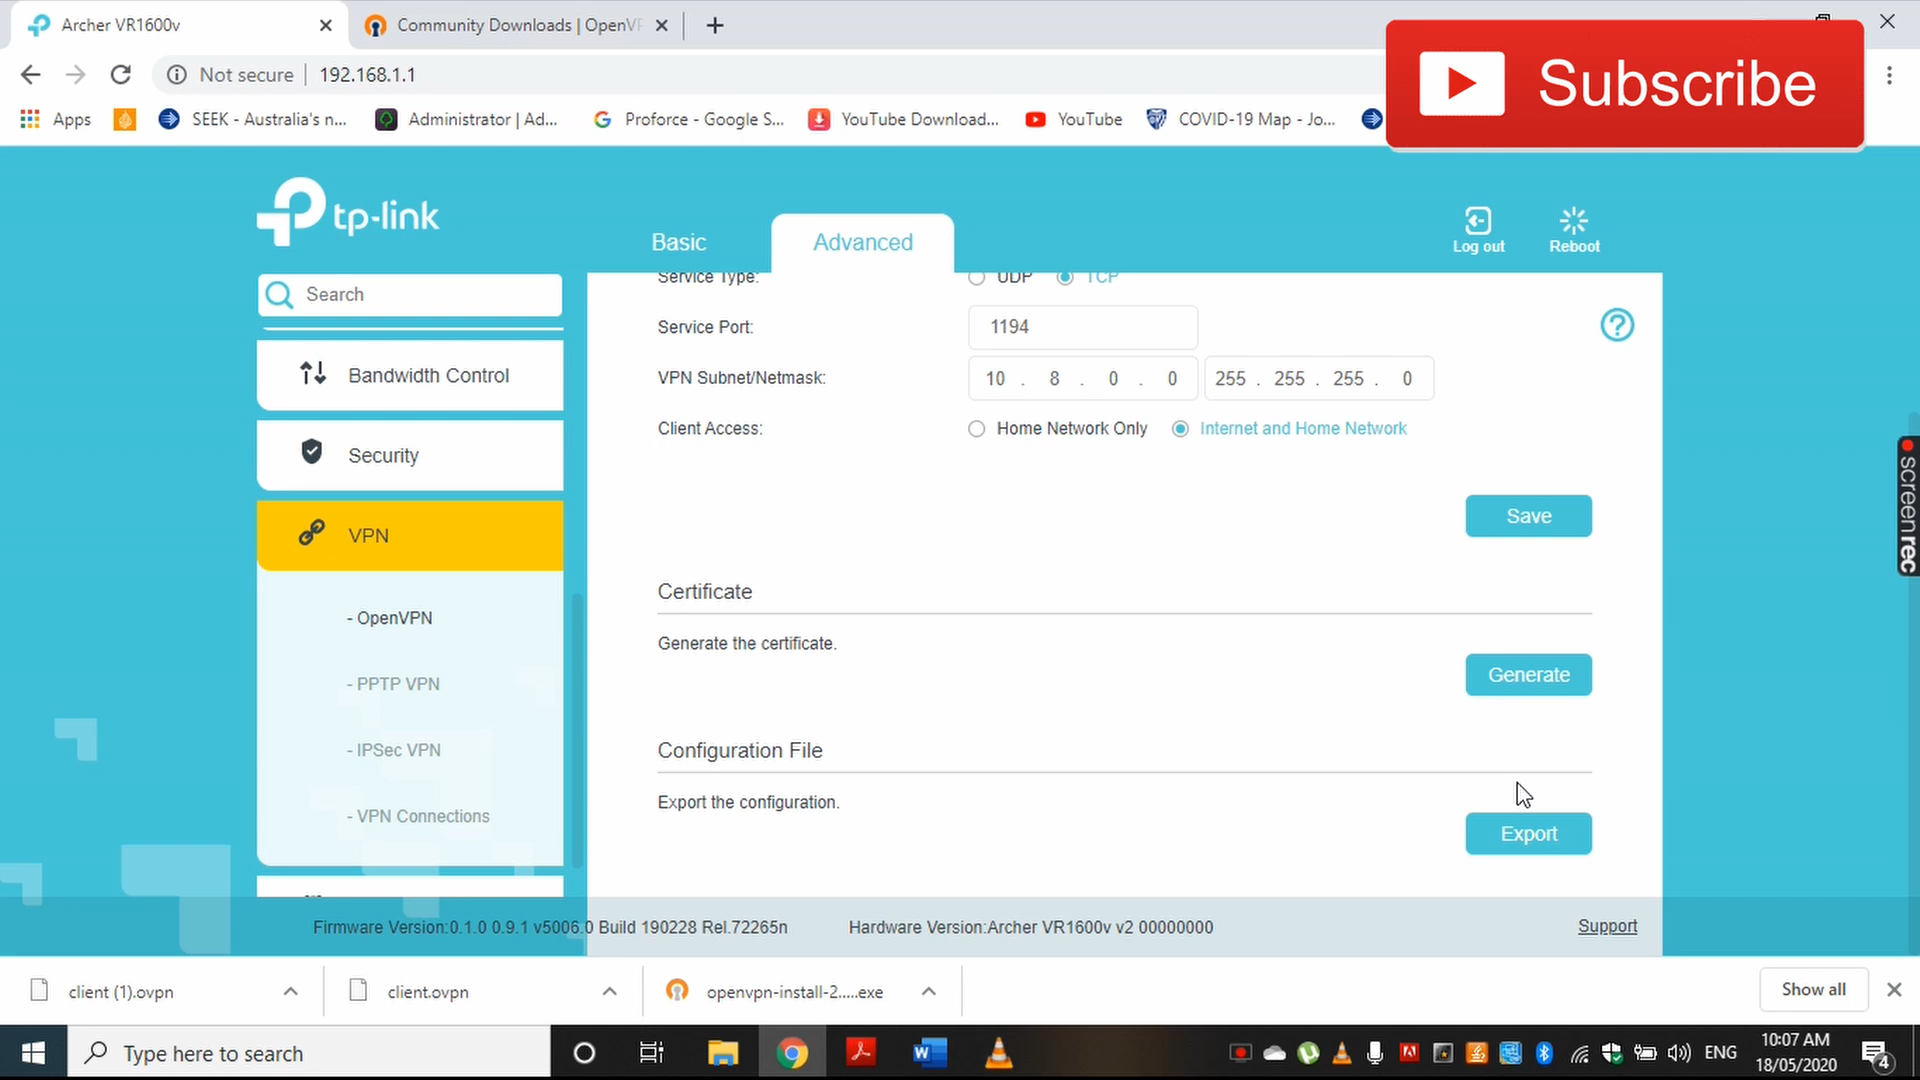 Archer VR1600v
Community Downloads | OpenVP
Not secure
192.168.1.1
Apps
SEEK - Australia's n...
Administrator | Ad...
Proforce - Google S...
YouTube Download...
YouTube
COVID-19 Map - Jo...
Subscribe
tp-link
Basic
Advanced
Log out
Reboot
Search
Bandwidth Control
Security
VPN
- OpenVPN
- PPTP VPN
- IPSec VPN
- VPN Connections
Service Type:
UDP
TCP
Service Port:
1194
VPN Subnet/Netmask:
10 . 8 . 0 . 0
255 . 255 . 255 . 0
Client Access:
Home Network Only
Internet and Home Network
Save
Certificate
Generate the certificate.
Generate
Configuration File
Export the configuration.
Export
screenrec
Firmware Version:0.1.0 0.9.1 v5006.0 Build 190228 Rel.72265n
Hardware Version:Archer VR1600v v2 00000000
Support
client (1).ovpn
client.ovpn
openvpn-install-2.....exe
Show all
Type here to search
ENG
10:07 AM
18/05/2020
4